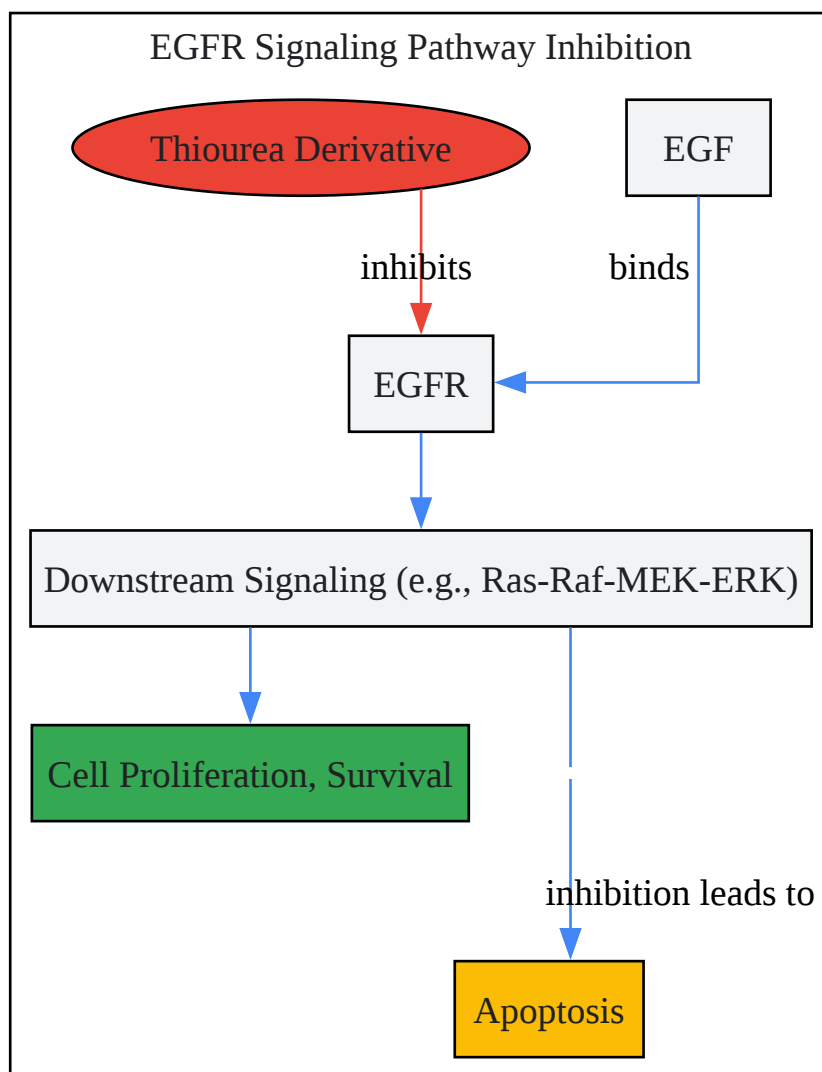 EGFR Signaling Pathway Inhibition
Thiourea Derivative
EGF
inhibits
binds
EGFR
Downstream Signaling (e.g., Ras-Raf-MEK-ERK)
Cell Proliferation, Survival
inhibition leads to
Apoptosis